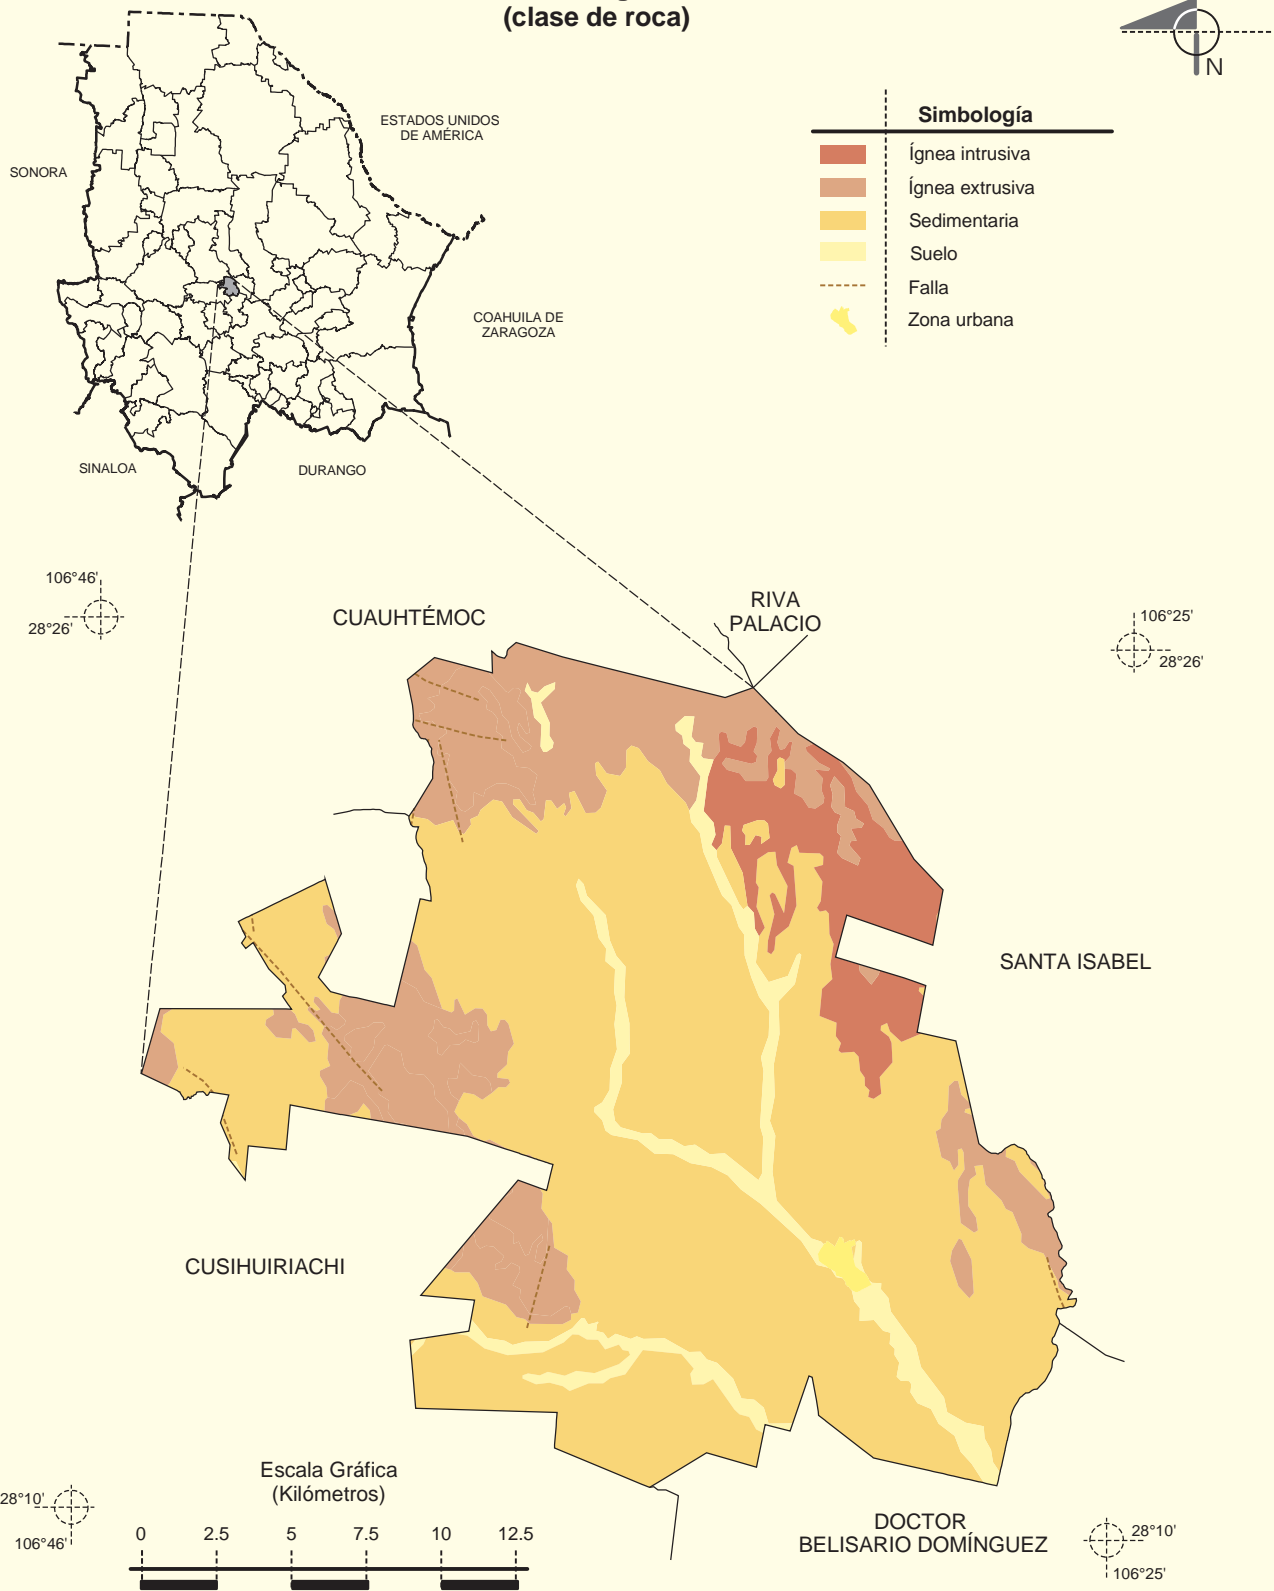 (clase de roca)
N
ESTADOS UNIDOS
DE AMÉRICA
SONORA
Simbología
Ígnea intrusiva
Ígnea extrusiva
Sedimentaria
Suelo
Falla
Zona urbana
COAHUILA DE
ZARAGOZA
SINALOA
DURANGO
106°46'
28°26'
CUAUHTÉMOC
RIVA
PALACIO
106°25'
28°26'
SANTA ISABEL
CUSIHUIRIACHI
Escala Gráfica
(Kilómetros)
0 2.5 5 7.5 10 12.5
28°10'
106°46'
DOCTOR
BELISARIO DOMÍNGUEZ
28°10'
106°25'